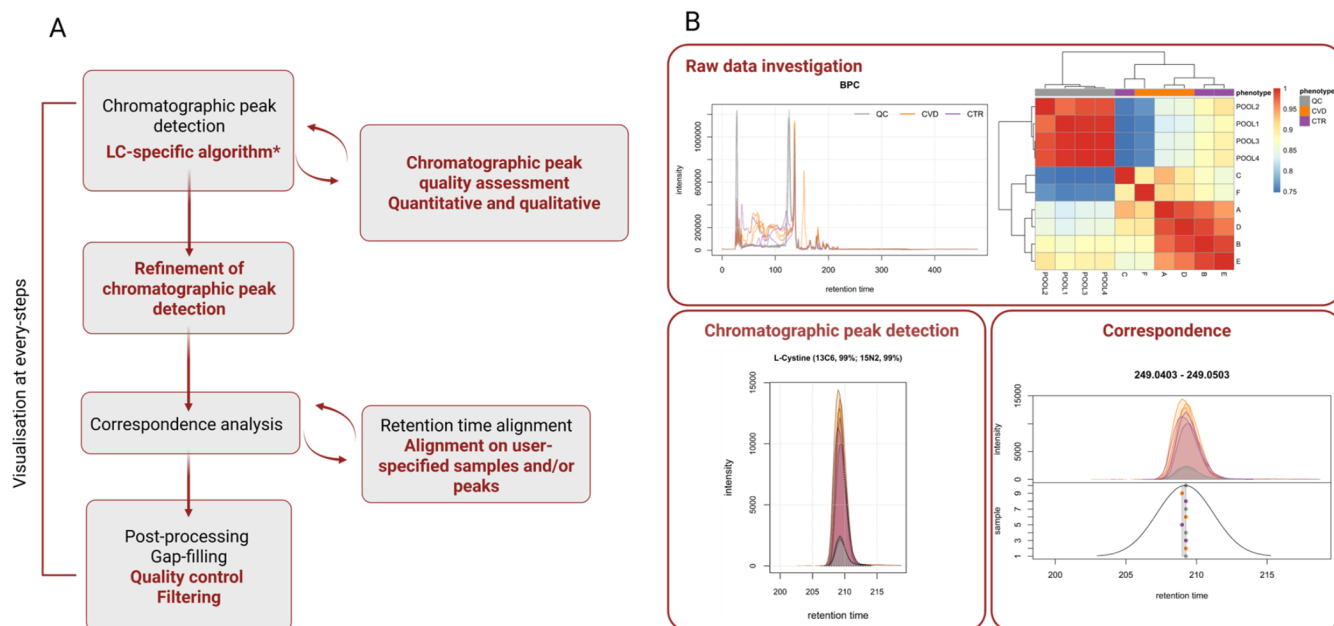 A
Visualisation at every-steps
Chromatographic peak
detection
LC-specific algorithm*
Chromatographic peak
quality assessment
Quantitative and qualitative
Refinement of
chromatographic peak
detection
Correspondence analysis
Retention time alignment
Alignment on user-
specified samples and/or
peaks
Post-processing
Gap-filling
Quality control
Filtering
B
Raw data investigation
BPC
QC CVD CTR
intensity
0 200000 600000 1000000
0 100 200 300 400
retention time
phenotype
POOL2
POOL1
POOL3
POOL4
C
F
A
D
B
E
POOL2 POOL1 POOL3 POOL4 C F A D B E
1
0.95
0.9
0.85
0.8
0.75
phenotype
QC
CVD
CTR
Chromatographic peak detection
L-Cystine (13C6, 99%; 15N2, 99%)
intensity
0 5000 10000 15000
200 205 210 215
retention time
Correspondence
249.0403 - 249.0503
intensity
0 5000 15000
sample
1 3 5 7 9
200 205 210 215
retention time